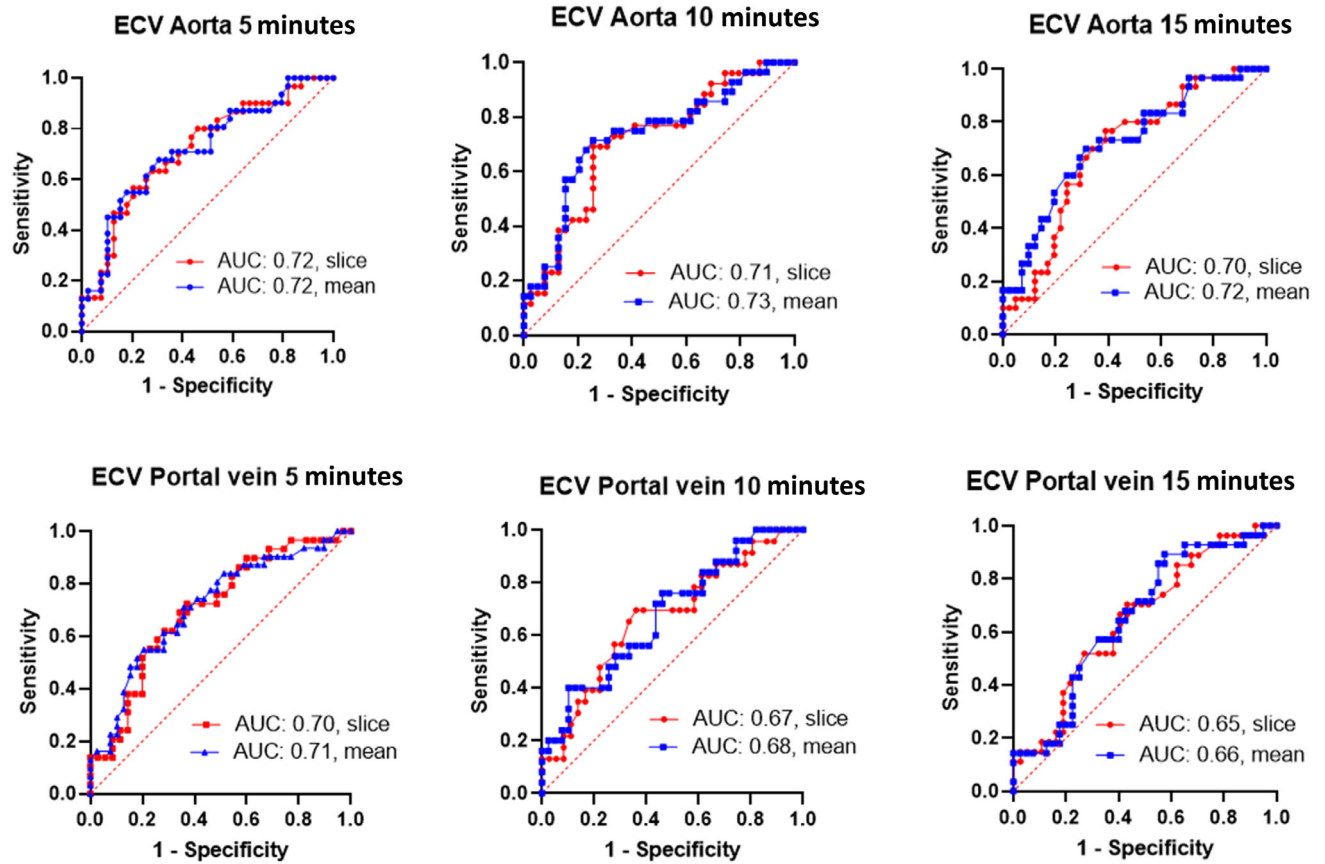 ECV Aorta 5 minutes
1.0
0.8
0.6
0.4
0.2
0.0
Sensitivity
AUC: 0.72, slice
AUC: 0.72, mean
0.0 0.2 0.4 0.6 0.8 1.0
1 - Specificity
ECV Aorta 10 minutes
1.0
0.8
0.6
0.4
0.2
0.0
Sensitivity
AUC: 0.71, slice
AUC: 0.73, mean
0.0 0.2 0.4 0.6 0.8 1.0
1 - Specificity
ECV Aorta 15 minutes
1.0
0.8
0.6
0.4
0.2
0.0
Sensitivity
AUC: 0.70, slice
AUC: 0.72, mean
0.0 0.2 0.4 0.6 0.8 1.0
1 - Specificity
ECV Portal vein 5 minutes
1.0
0.8
0.6
0.4
0.2
0.0
Sensitivity
AUC: 0.70, slice
AUC: 0.71, mean
0.0 0.2 0.4 0.6 0.8 1.0
1 - Specificity
ECV Portal vein 10 minutes
1.0
0.8
0.6
0.4
0.2
0.0
Sensitivity
AUC: 0.67, slice
AUC: 0.68, mean
0.0 0.2 0.4 0.6 0.8 1.0
1 - Specificity
ECV Portal vein 15 minutes
1.0
0.8
0.6
0.4
0.2
0.0
Sensitivity
AUC: 0.65, slice
AUC: 0.66, mean
0.0 0.2 0.4 0.6 0.8 1.0
1 - Specificity